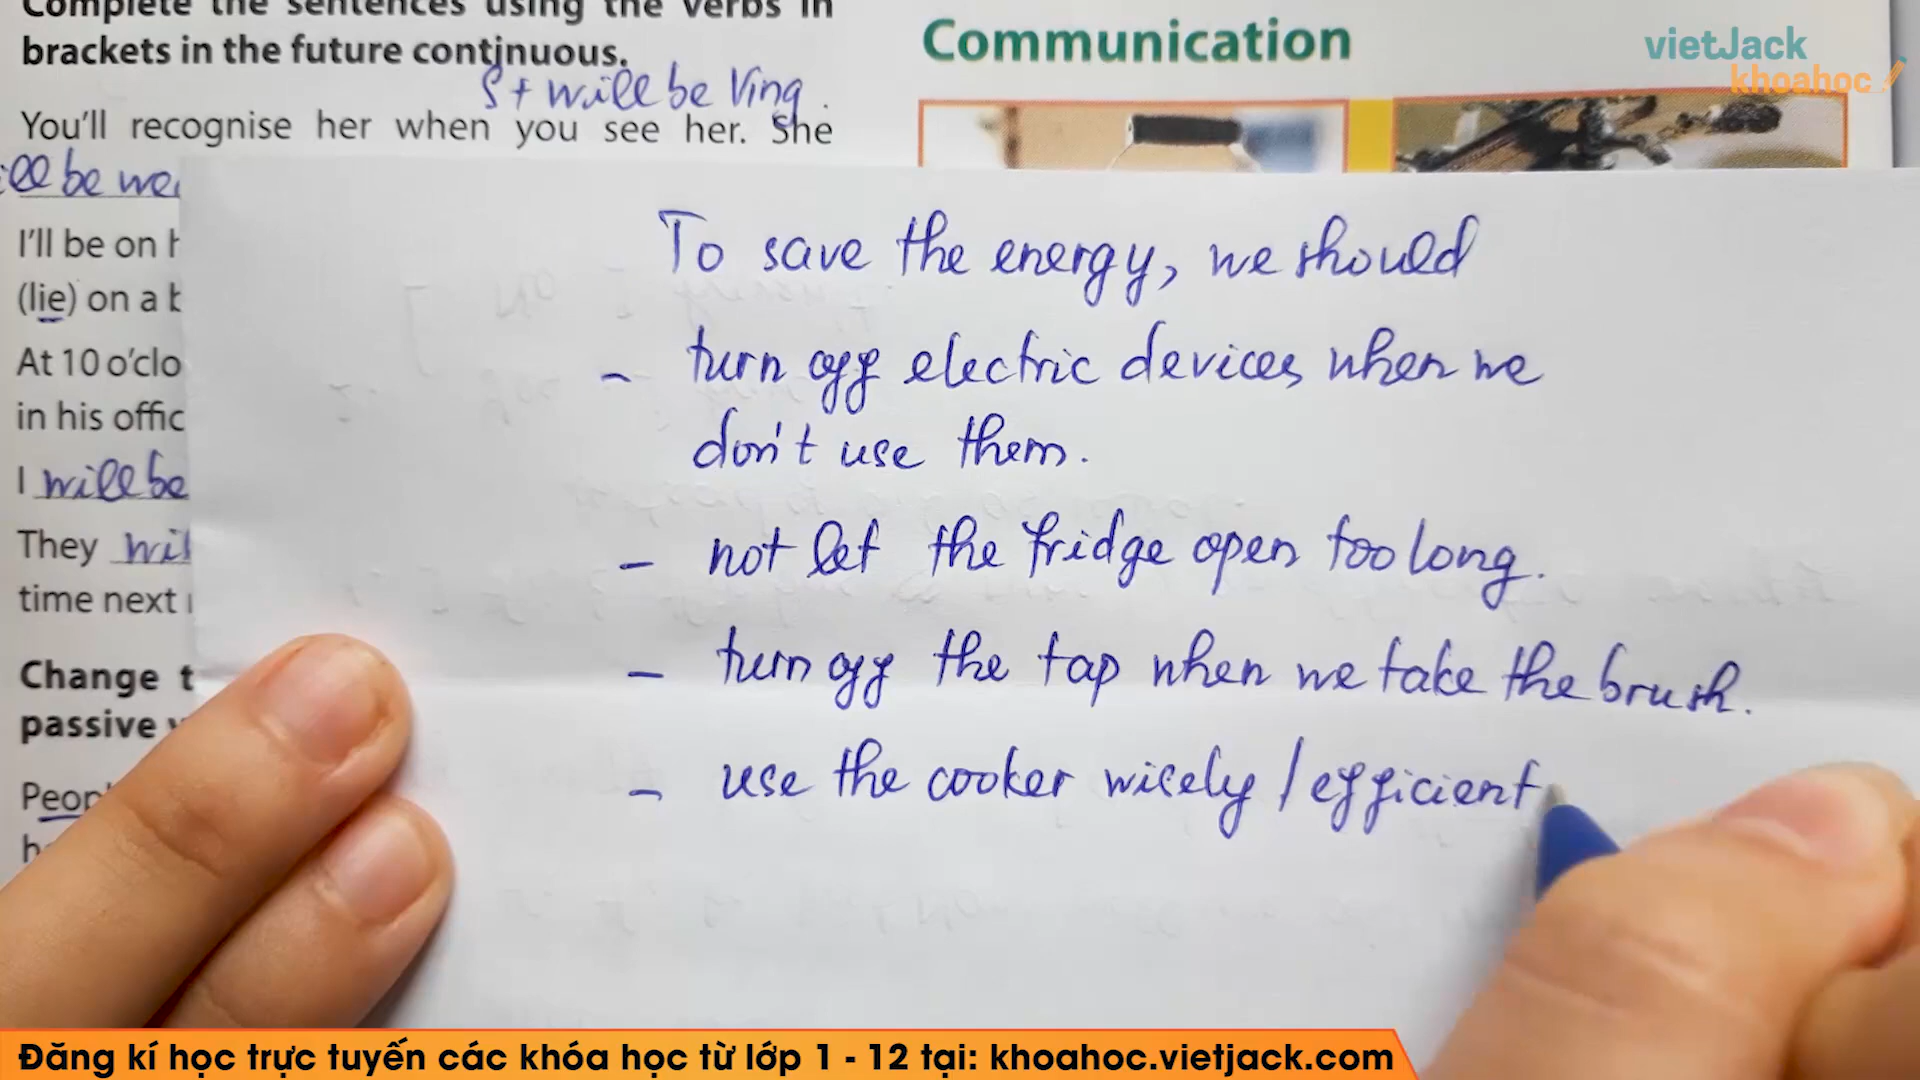 Complete the sentences using the verbs in
brackets in the future continuous.
S + will be Ving.
You'll recognise her when you see her. She
will be wea
I'll be on h
(lie) on a b
At 10 o'clo
in his offic
I will be
They wil
time next
Change t
passive v
Peop
h
Communication
vietJack
khoahoc
To save the energy, we should
- turn off electric devices when we
don't use them.
- not let the fridge open too long.
- turn off the tap when we take the brush.
- use the cooker wisely / efficient
Đăng kí học trực tuyến các khóa học từ lớp 1 - 12 tại: khoahoc.vietjack.com